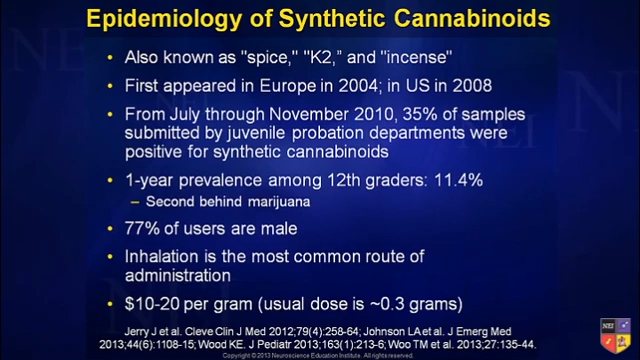 Epidemiology of Synthetic Cannabinoids
• Also known as "spice," "K2,” and "incense"
• First appeared in Europe in 2004; in US in 2008
• From July through November 2010, 35% of samples
submitted by juvenile probation departments were
positive for synthetic cannabinoids
• 1-year prevalence among 12th graders: 11.4%
– Second behind marijuana
• 77% of users are male
• Inhalation is the most common route of
administration
• $10-20 per gram (usual dose is ~0.3 grams)
Jerry J et al. Cleve Clin J Med 2012;79(4):258-64; Johnson LA et al. J Emerg Med
2013;44(6):1108-15; Wood KE. J Pediatr 2013;163(1):213-6; Woo TM et al. 2013;27:135-44.
Copyright © 2013 Neuroscience Education Institute. All rights reserved.
NEI